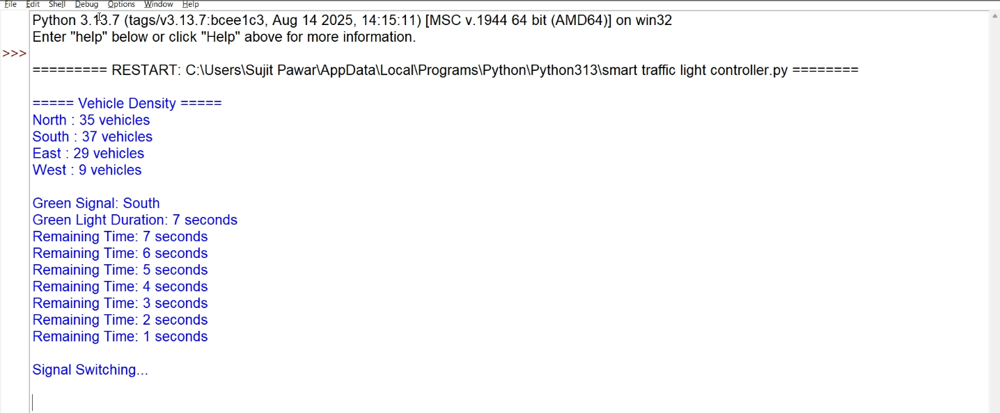 File Edit Shell Debug Options Window Help
Python 3.13.7 (tags/v3.13.7:bcee1c3, Aug 14 2025, 14:15:11) [MSC v.1944 64 bit (AMD64)] on win32
Enter "help" below or click "Help" above for more information.
>>>
========= RESTART: C:\Users\Sujit Pawar\AppData\Local\Programs\Python\Python313\smart traffic light controller.py ========
===== Vehicle Density =====
North : 35 vehicles
South : 37 vehicles
East : 29 vehicles
West : 9 vehicles
Green Signal: South
Green Light Duration: 7 seconds
Remaining Time: 7 seconds
Remaining Time: 6 seconds
Remaining Time: 5 seconds
Remaining Time: 4 seconds
Remaining Time: 3 seconds
Remaining Time: 2 seconds
Remaining Time: 1 seconds
Signal Switching...